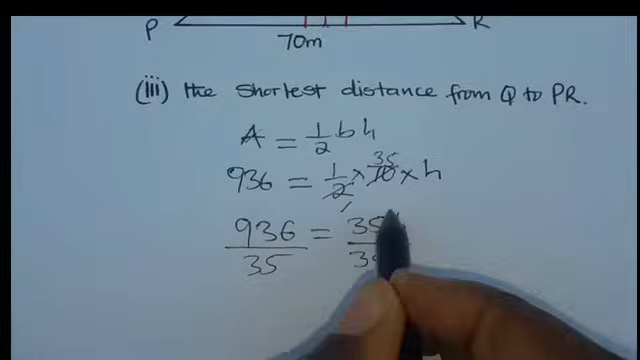 P R
70m
(iii) the shortest distance from Q to PR.
A = 1/2 bh
936 = 1/2 × 70 35 × h
936/35 = 35